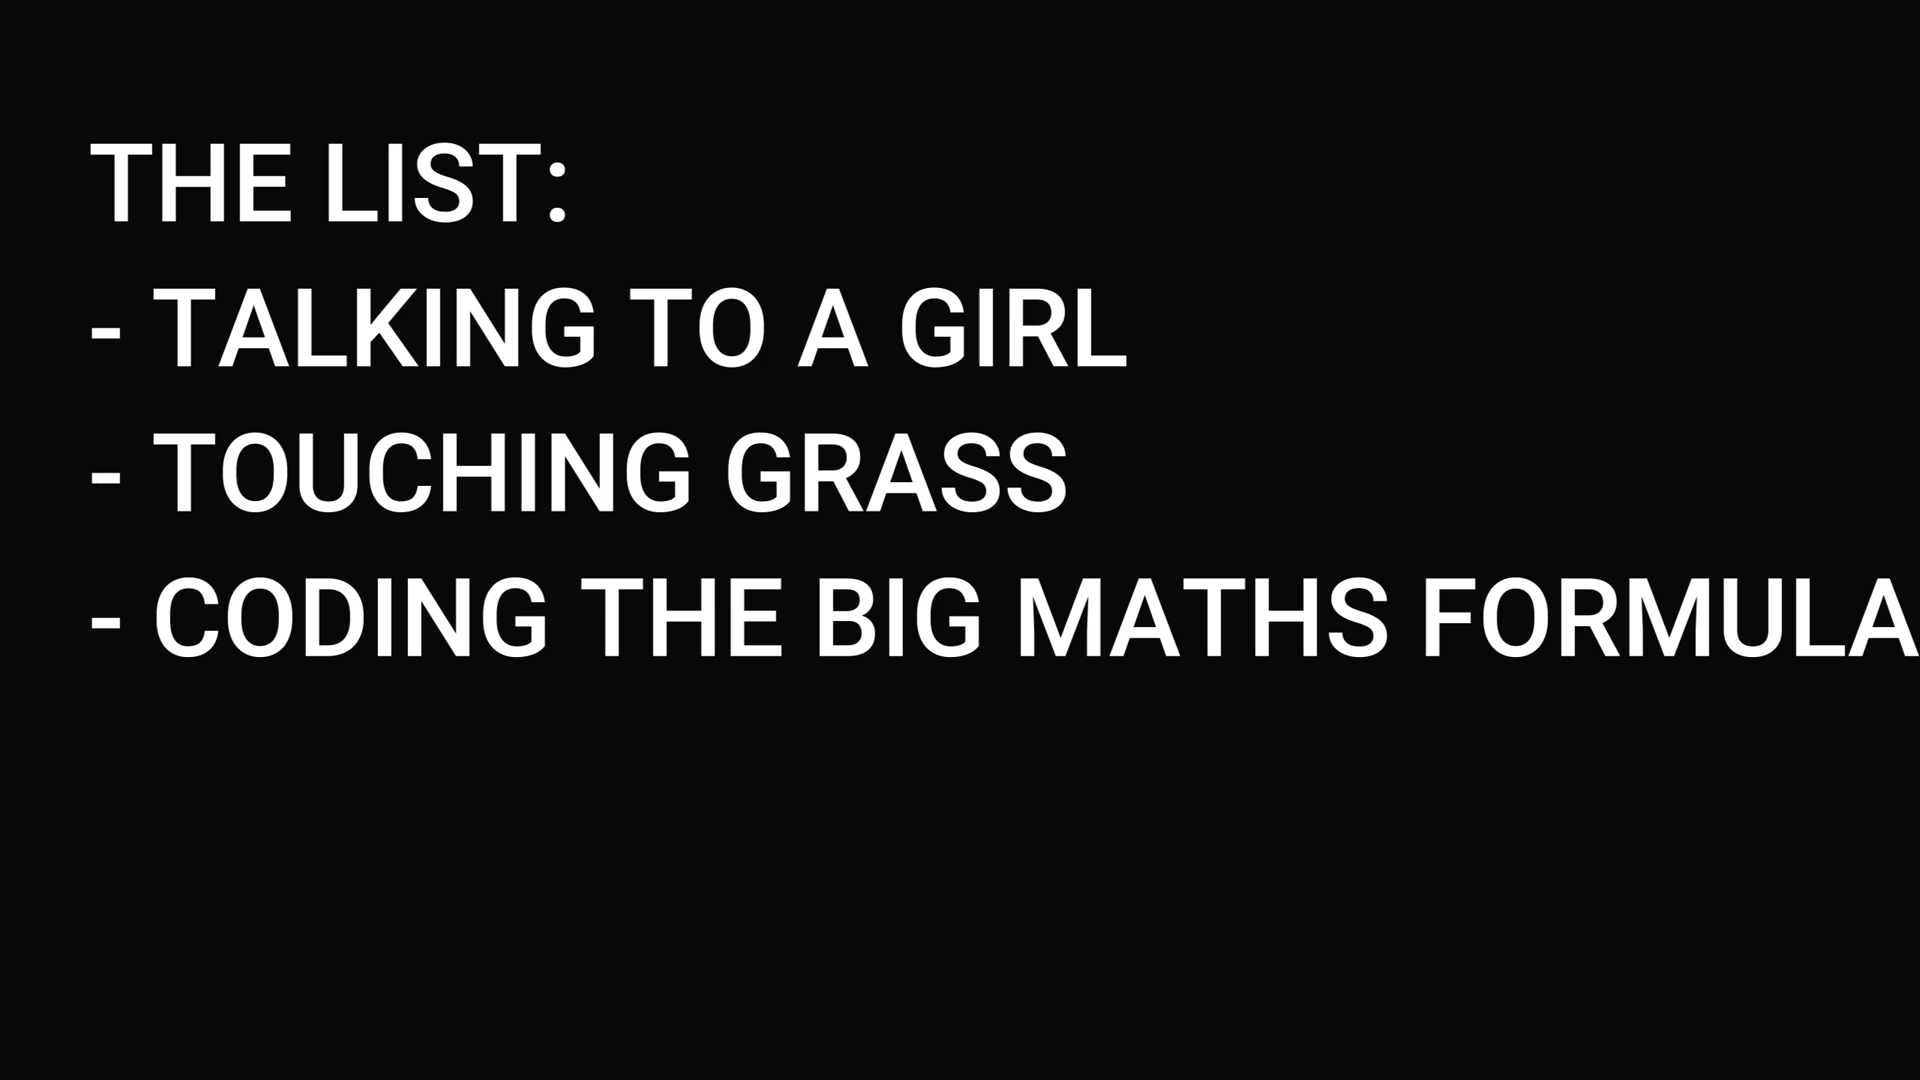 THE LIST:
- TALKING TO A GIRL
- TOUCHING GRASS
- CODING THE BIG MATHS FORMULA